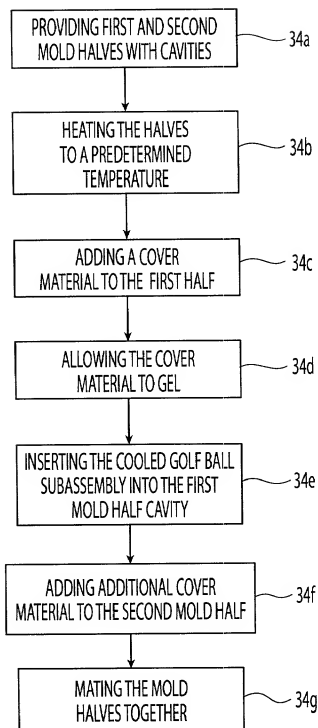 PROVIDING FIRST AND SECOND
MOLD HALVES WITH CAVITIES
34a
HEATING THE HALVES
TO A PREDETERMINED
TEMPERATURE
34b
ADDING A COVER
MATERIAL TO THE FIRST HALF
34c
ALLOWING THE COVER
MATERIAL TO GEL
34d
INSERTING THE COOLED GOLF BALL
SUBASSEMBLY INTO THE FIRST
MOLD HALF CAVITY
34e
ADDING ADDITIONAL COVER
MATERIAL TO THE SECOND MOLD HALF
34f
MATING THE MOLD
HALVES TOGETHER
34g